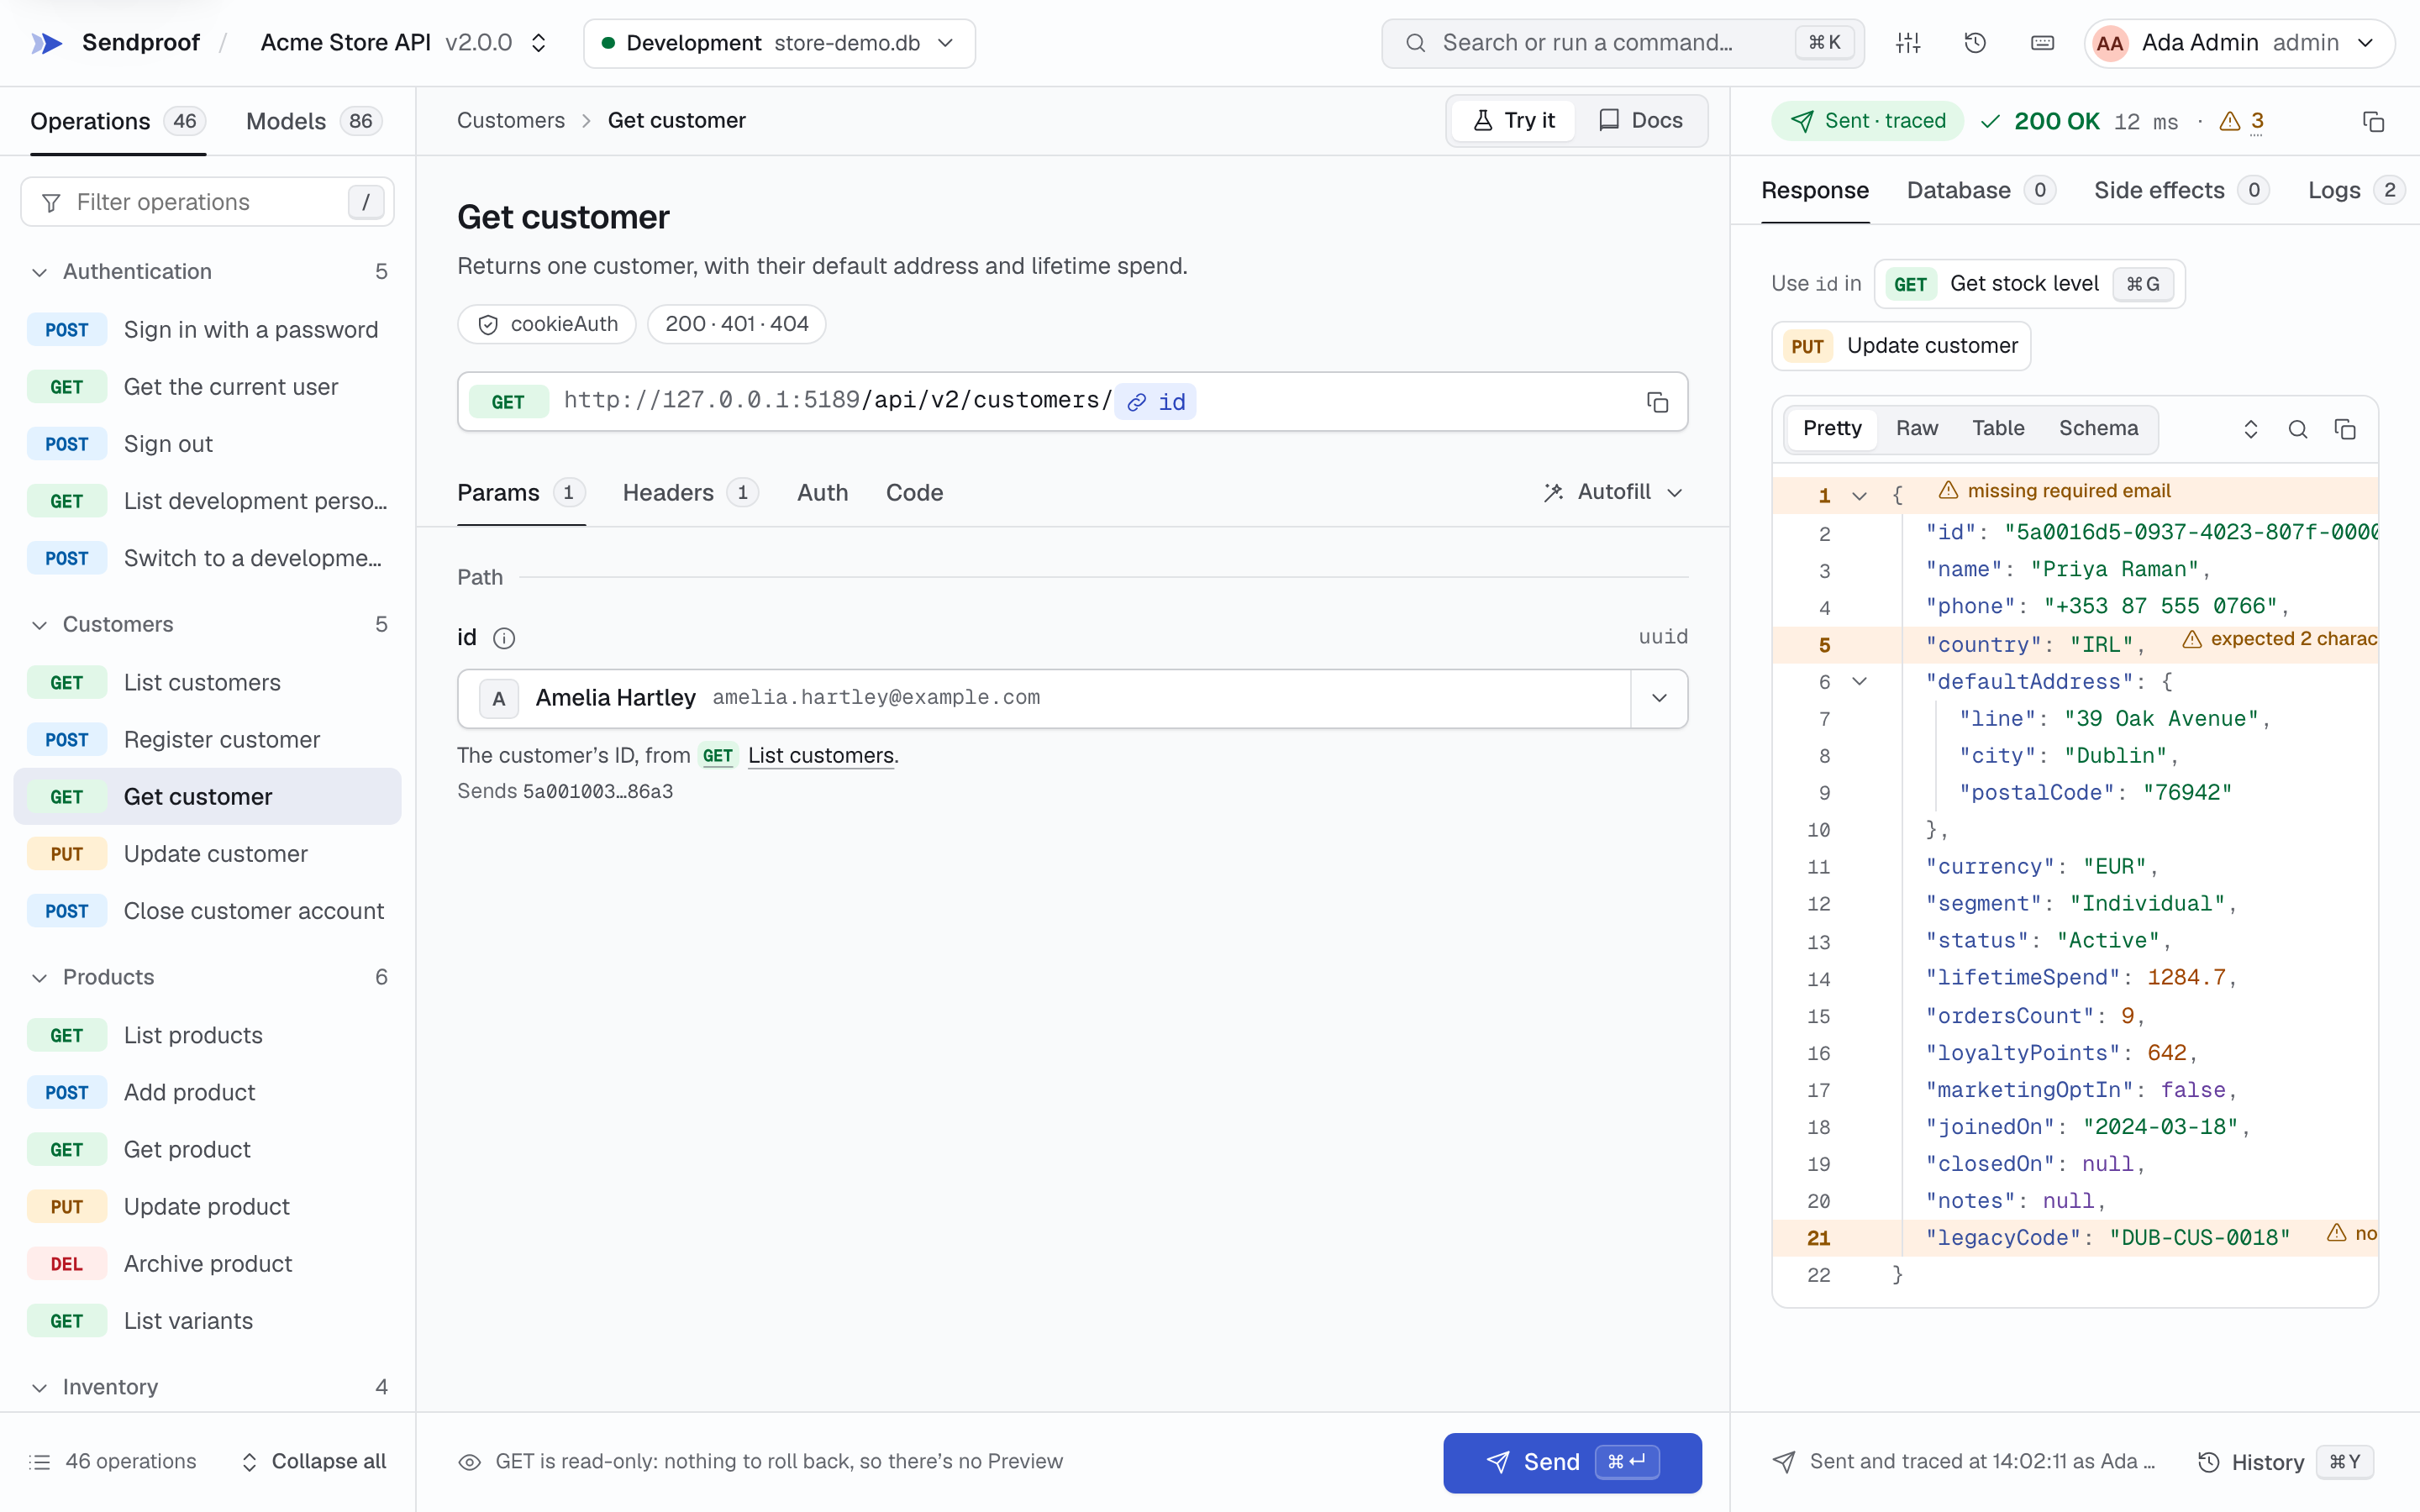 Sendproof / Acme Store API v2.0.0
Development store-demo.db
Search or run a command... ⌘K
AA Ada Admin admin
Operations 46 Models 86
Filter operations /
Authentication 5
POST Sign in with a password
GET Get the current user
POST Sign out
GET List development perso...
POST Switch to a developme...
Customers 5
GET List customers
POST Register customer
GET Get customer
PUT Update customer
POST Close customer account
Products 6
GET List products
POST Add product
GET Get product
PUT Update product
DEL Archive product
GET List variants
Inventory 4
46 operations Collapse all
Customers > Get customer
Try it Docs
Get customer
Returns one customer, with their default address and lifetime spend.
cookieAuth 200 · 401 · 404
GET http://127.0.0.1:5189/api/v2/customers/ id
Params 1 Headers 1 Auth Code Autofill
Path
id uuid
A Amelia Hartley amelia.hartley@example.com
The customer’s ID, from GET List customers.
Sends 5a001003…86a3
GET is read-only: nothing to roll back, so there’s no Preview
Send ⌘↵
Sent · traced 200 OK 12 ms · 3
Response Database 0 Side effects 0 Logs 2
Use id in GET Get stock level ⌘G
PUT Update customer
Pretty Raw Table Schema
1 { missing required email
2 "id": "5a0016d5-0937-4023-807f-0000
3 "name": "Priya Raman",
4 "phone": "+353 87 555 0766",
5 "country": "IRL", expected 2 charac
6 "defaultAddress": {
7 "line": "39 Oak Avenue",
8 "city": "Dublin",
9 "postalCode": "76942"
10 },
11 "currency": "EUR",
12 "segment": "Individual",
13 "status": "Active",
14 "lifetimeSpend": 1284.7,
15 "ordersCount": 9,
16 "loyaltyPoints": 642,
17 "marketingOptIn": false,
18 "joinedOn": "2024-03-18",
19 "closedOn": null,
20 "notes": null,
21 "legacyCode": "DUB-CUS-0018" no
22 }
Sent and traced at 14:02:11 as Ada ... History ⌘Y